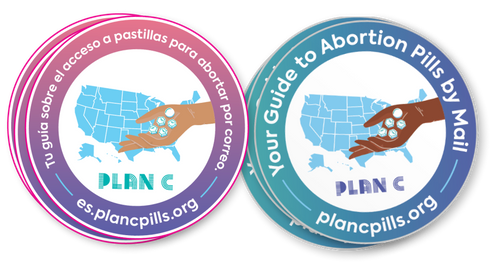 Tu guía sobre el acceso a pastillas para abortar por correo.
PLAN C
es.plancpills.org
Your Guide to Abortion Pills by Mail
PLAN C
plancpills.org